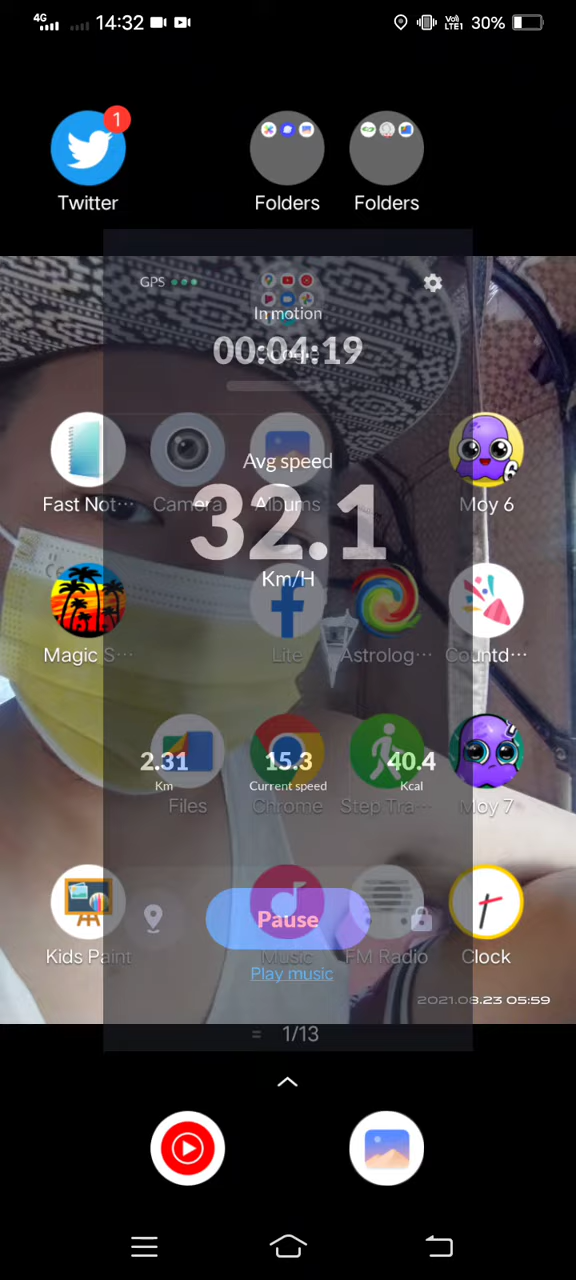 4G 14:32 VoLTE1 30%
1
Twitter Folders Folders
GPS
In motion
00:04:19
Google
Avg speed
Fast Not··· Camera Albums Moy 6
32.1
Km/H
Magic S··· Lite Astrolog··· Countd···
2.31 15.3 40.4
Km Current speed Kcal
Files Chrome Step Tra··· Moy 7
Pause
Kids Paint Music FM Radio Clock
Play music
2021.08.23 05:59
= 1/13